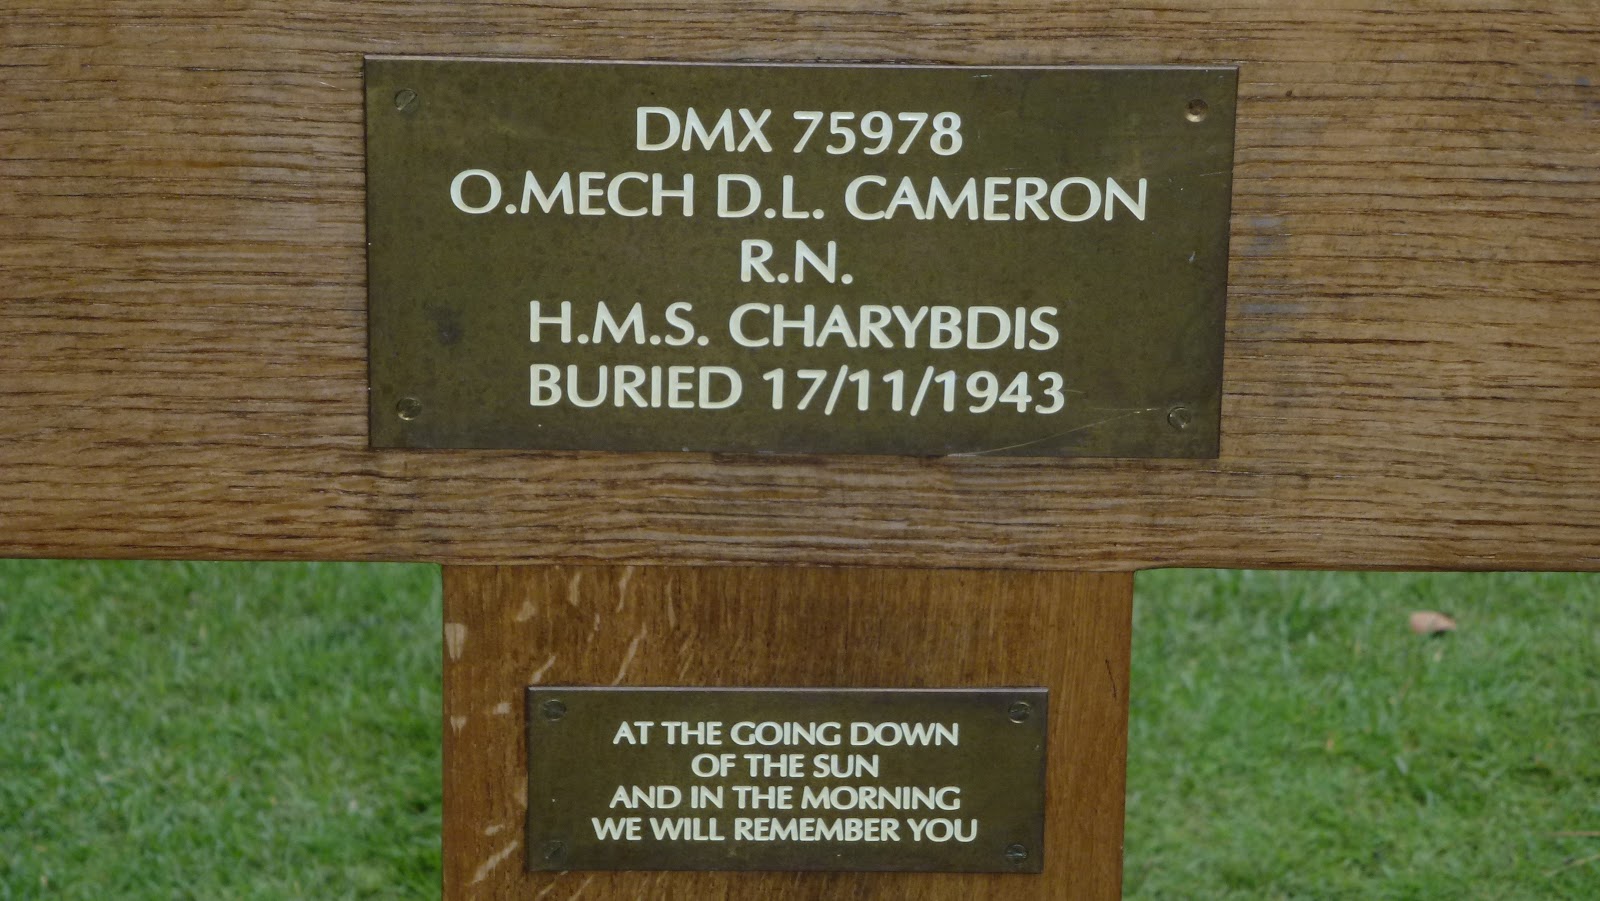 DMX 75978
O.MECH D.L. CAMERON
R.N.
H.M.S. CHARYBDIS
BURIED 17/11/1943
AT THE GOING DOWN
OF THE SUN
AND IN THE MORNING
WE WILL REMEMBER YOU